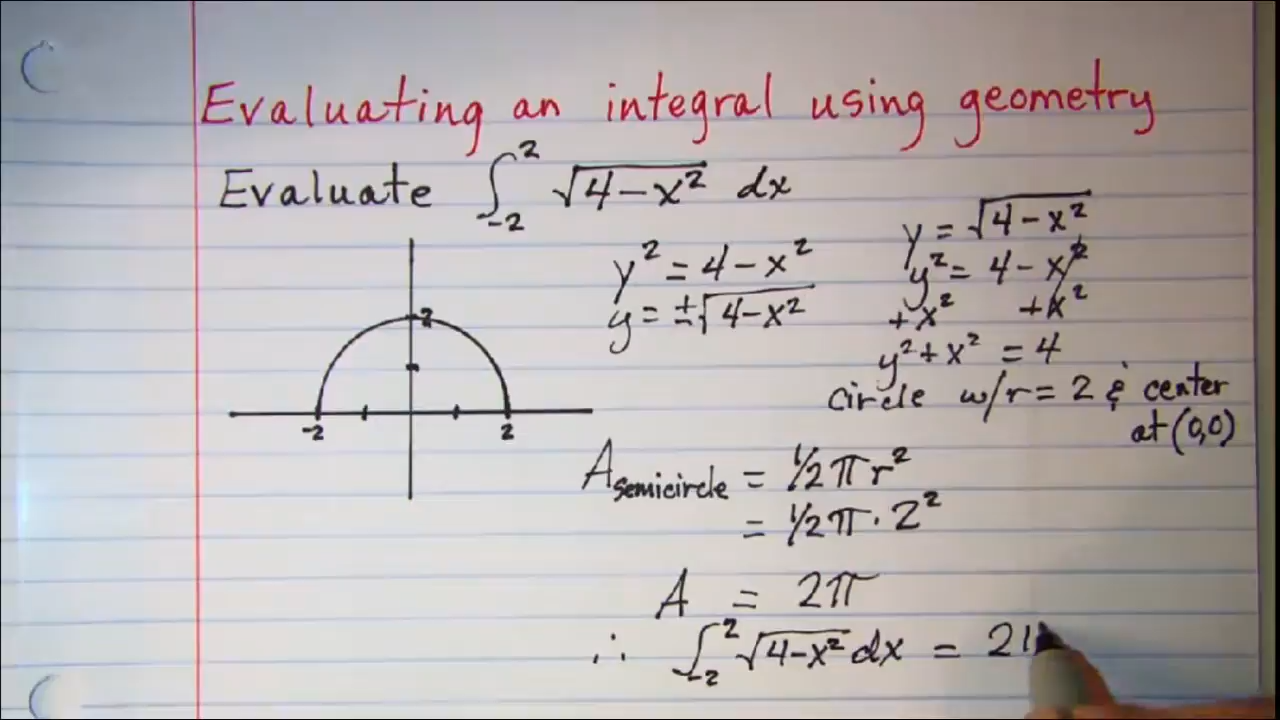 Evaluating an integral using geometry
Evaluate ∫₋₂² √(4-x²) dx
y = √(4-x²)
y² = 4-x²
+x² +x²
y²+x² = 4
circle w/r = 2 & center
at (0,0)
y² = 4-x²
y = ±√(4-x²)
2
-2 2
A semicircle = ½πr²
= ½π·2²
A = 2π
∴ ∫₋₂² √(4-x²) dx = 2